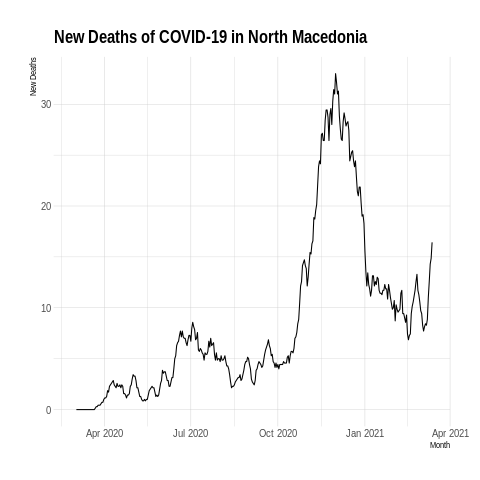 New Deaths of COVID-19 in North Macedonia
New Deaths
30
20
10
0
Apr 2020 Jul 2020 Oct 2020 Jan 2021 Apr 2021
Month